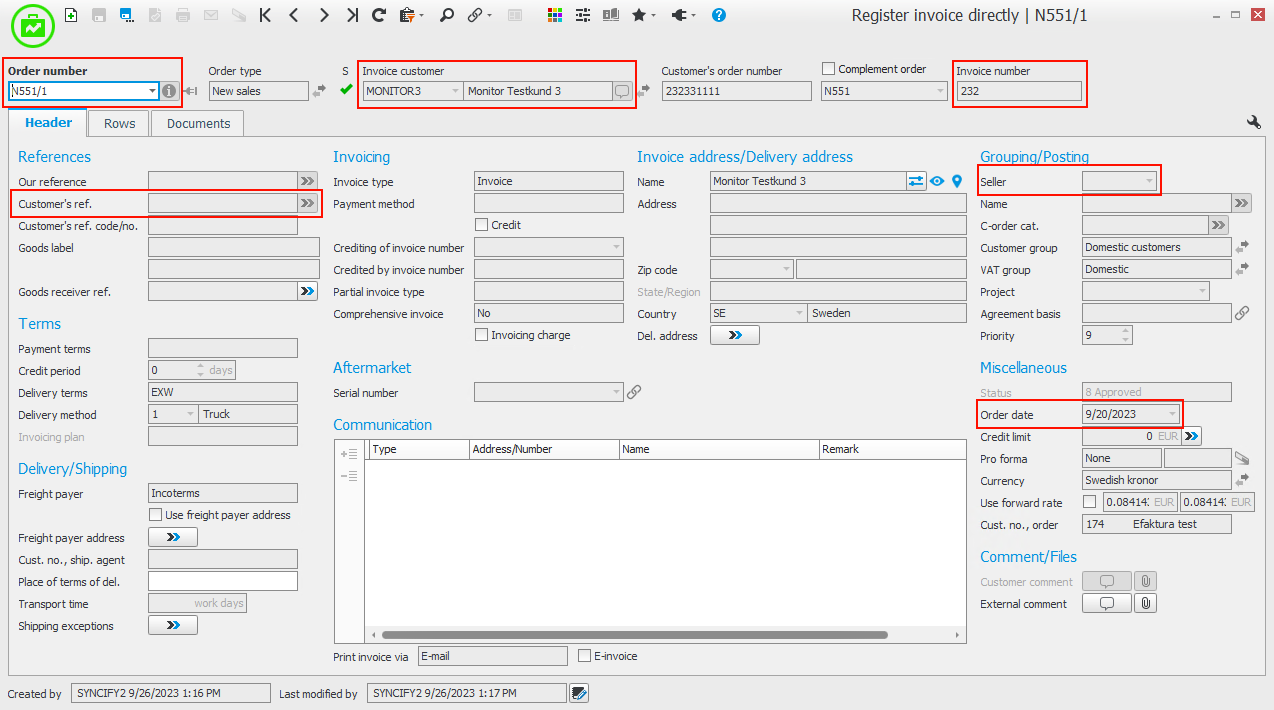 Register invoice directly | N551/1
Order number
Order type
S
Invoice customer
Customer's order number
Complement order
Invoice number
N551/1
New sales
MONITOR3
Monitor Testkund 3
232331111
N551
232
Header
Rows
Documents
References
Our reference
Customer's ref.
Customer's ref. code/no.
Goods label
Goods receiver ref.
Terms
Payment terms
Credit period
0
days
Delivery terms
EXW
Delivery method
1
Truck
Invoicing plan
Delivery/Shipping
Freight payer
Incoterms
Use freight payer address
Freight payer address
Cust. no., ship. agent
Place of terms of del.
Transport time
work days
Shipping exceptions
Invoicing
Invoice type
Invoice
Payment method
Credit
Crediting of invoice number
Credited by invoice number
Partial invoice type
Comprehensive invoice
No
Invoicing charge
Aftermarket
Serial number
Communication
Type
Address/Number
Name
Remark
Print invoice via
E-mail
E-invoice
Invoice address/Delivery address
Name
Monitor Testkund 3
Address
Zip code
State/Region
Country
SE
Sweden
Del. address
Grouping/Posting
Seller
Name
C-order cat.
Customer group
Domestic customers
VAT group
Domestic
Project
Agreement basis
Priority
9
Miscellaneous
Status
8 Approved
Order date
9/20/2023
Credit limit
0 EUR
Pro forma
None
Currency
Swedish kronor
Use forward rate
EUR
EUR
Cust. no., order
174
Efaktura test
Comment/Files
Customer comment
External comment
Created by
SYNCIFY2 9/26/2023 1:16 PM
Last modified by
SYNCIFY2 9/26/2023 1:17 PM